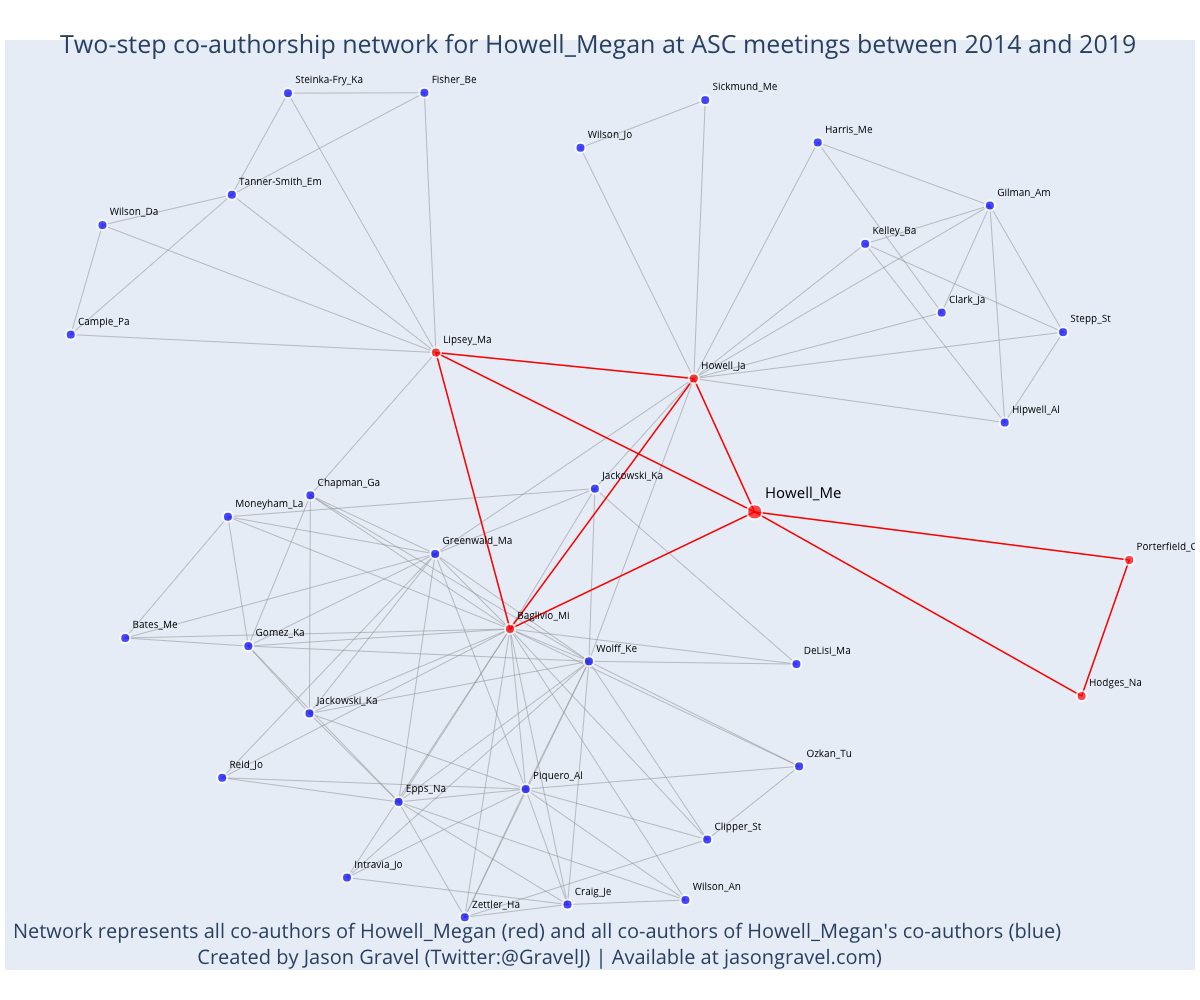 Two-step co-authorship network for Howell_Megan at ASC meetings between 2014 and 2019
Steinka-Fry_Ka
Fisher_Be
Sickmund_Me
Wilson_Jo
Harris_Me
Tanner-Smith_Em
Gilman_Am
Wilson_Da
Kelley_Ba
Clark_Ja
Campie_Pa
Stepp_St
Lipsey_Ma
Howell_Ja
Hipwell_Al
Jackowski_Ka
Chapman_Ga
Howell_Me
Moneyham_La
Greenwald_Ma
Porterfield_C
Baglivio_Mi
Bates_Me
Gomez_Ka
Wolff_Ke
DeLisi_Ma
Hodges_Na
Jackowski_Ka
Ozkan_Tu
Reid_Jo
Piquero_Al
Epps_Na
Clipper_St
Intravia_Jo
Wilson_An
Craig_Je
Zettler_Ha
Network represents all co-authors of Howell_Megan (red) and all co-authors of Howell_Megan's co-authors (blue)
Created by Jason Gravel (Twitter:@GravelJ) | Available at jasongravel.com)